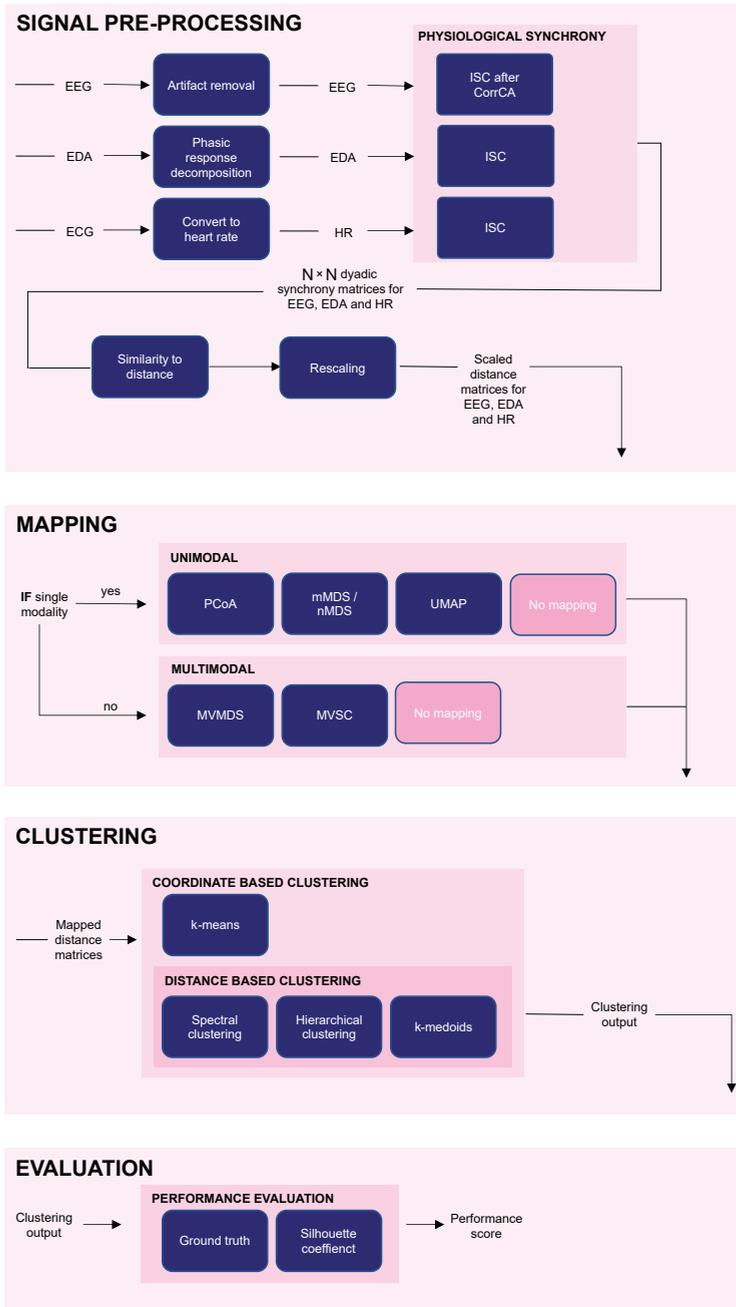 SIGNAL PRE-PROCESSING
PHYSIOLOGICAL SYNCHRONY
EEG
Artifact removal
EEG
ISC after
CorrCA
EDA
Phasic
response
decomposition
EDA
ISC
ECG
Convert to
heart rate
HR
ISC
N × N dyadic
synchrony matrices for
EEG, EDA and HR
Similarity to
distance
Rescaling
Scaled
distance
matrices for
EEG, EDA
and HR
MAPPING
UNIMODAL
IF single
modality
yes
PCoA
mMDS /
nMDS
UMAP
No mapping
MULTIMODAL
no
MVMDS
MVSC
No mapping
CLUSTERING
COORDINATE BASED CLUSTERING
k-means
Mapped
distance
matrices
DISTANCE BASED CLUSTERING
Spectral
clustering
Hierarchical
clustering
k-medoids
Clustering
output
EVALUATION
PERFORMANCE EVALUATION
Clustering
output
Ground truth
Silhouette
coeffienct
Performance
score